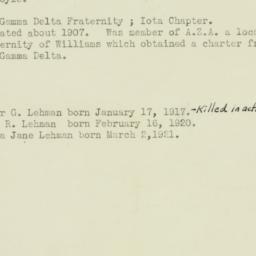 Gamma Delta Fraternity ; Iota Chapter.
ated about 1907. Was member of A.Z.A. a loc
ernity of Williams which obtained a charter f
Gamma Delta.
r G. Lehman born January 17, 1917.-Killed in act
R. Lehman born February 16, 1920.
a Jane Lehman born March 2,1921.